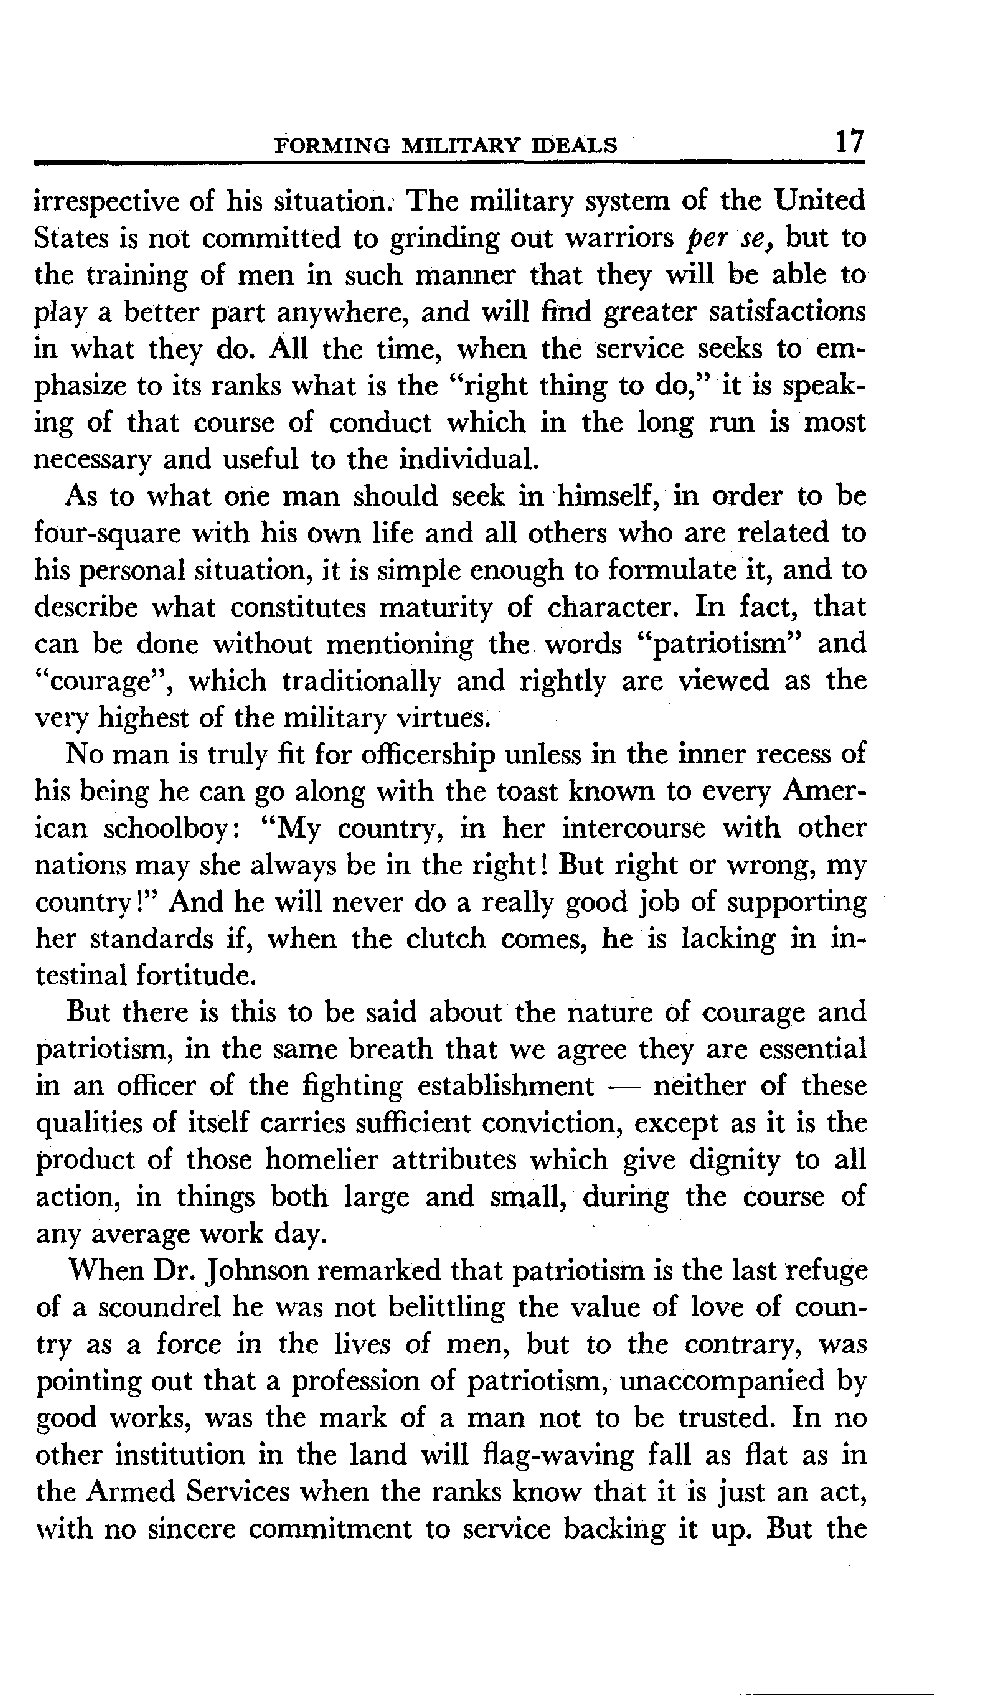 FORMING MILITARY IDEALS 17
irrespective of his situation. The military system of the United
States is not committed to grinding out warriors per se, but to
the training of men in such manner that they will be able to
play a better part anywhere, and will find greater satisfactions
in what they do. All the time, when the service seeks to em-
phasize to its ranks what is the “right thing to do,” it is speak-
ing of that course of conduct which in the long run is most
necessary and useful to the individual.
As to what one man should seek in himself, in order to be
four-square with his own life and all others who are related to
his personal situation, it is simple enough to formulate it, and to
describe what constitutes maturity of character. In fact, that
can be done without mentioning the words “patriotism” and
“courage”, which traditionally and rightly are viewed as the
very highest of the military virtues.
No man is truly fit for officership unless in the inner recess of
his being he can go along with the toast known to every Amer-
ican schoolboy: “My country, in her intercourse with other
nations may she always be in the right! But right or wrong, my
country!” And he will never do a really good job of supporting
her standards if, when the clutch comes, he is lacking in in-
testinal fortitude.
But there is this to be said about the nature of courage and
patriotism, in the same breath that we agree they are essential
in an officer of the fighting establishment — neither of these
qualities of itself carries sufficient conviction, except as it is the
product of those homelier attributes which give dignity to all
action, in things both large and small, during the course of
any average work day.
When Dr. Johnson remarked that patriotism is the last refuge
of a scoundrel he was not belittling the value of love of coun-
try as a force in the lives of men, but to the contrary, was
pointing out that a profession of patriotism, unaccompanied by
good works, was the mark of a man not to be trusted. In no
other institution in the land will flag-waving fall as flat as in
the Armed Services when the ranks know that it is just an act,
with no sincere commitment to service backing it up. But the